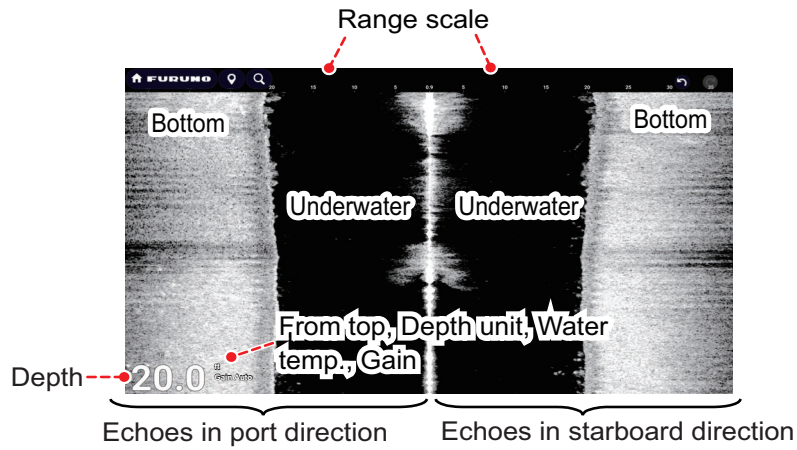 Range scale
FURUNO
20 15 10 5 0.9 5 10 15 20 25 30 35
Bottom
Bottom
Underwater
Underwater
From top, Depth unit, Water
temp., Gain
ft
Gain Auto
Depth
20.0
Echoes in port direction
Echoes in starboard direction